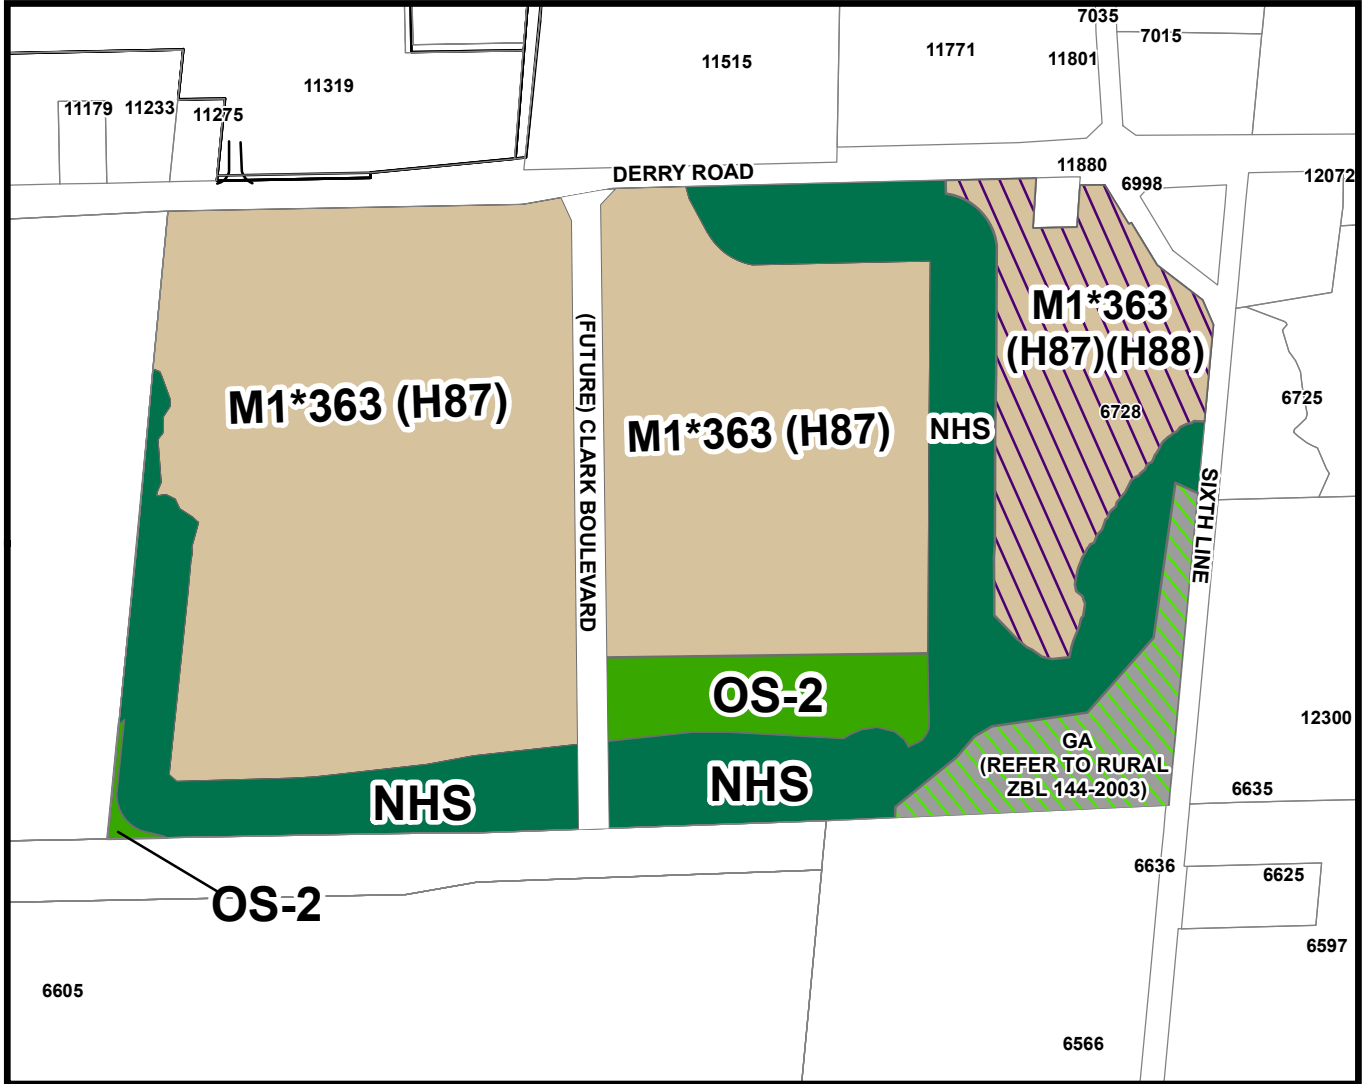 7035
7015
11771
11801
11515
11319
11179
11233
11275
DERRY ROAD
11880
6998
12072
M1*363
(H87)(H88)
M1*363 (H87)
M1*363 (H87)
NHS
6728
6725
(FUTURE) CLARK BOULEVARD
SIXTH LINE
OS-2
12300
GA
(REFER TO RURAL
ZBL 144-2003)
NHS
NHS
6635
6636
6625
OS-2
6597
6605
6566